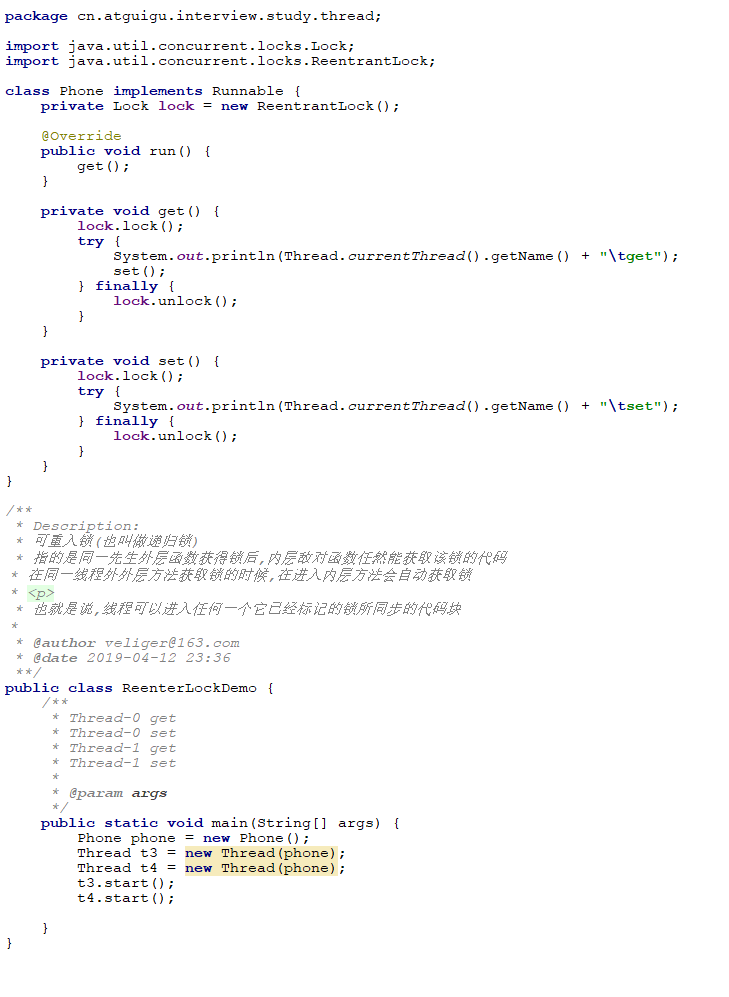 package cn.atguigu.interview.study.thread;
import java.util.concurrent.locks.Lock;
import java.util.concurrent.locks.ReentrantLock;
class Phone implements Runnable {
private Lock lock = new ReentrantLock();
@Override
public void run() {
get();
}
private void get() {
lock.lock();
try {
System.out.println(Thread.currentThread().getName() + "\tget");
set();
} finally {
lock.unlock();
}
}
private void set() {
lock.lock();
try {
System.out.println(Thread.currentThread().getName() + "\tset");
} finally {
lock.unlock();
}
}
}
/**
* Description:
* 可重入锁(也叫做递归锁)
* 指的是同一先生外层函数获得锁后,内层敌对函数任然能获取该锁的代码
* 在同一线程外外层方法获取锁的时候,在进入内层方法会自动获取锁
* <p>
* 也就是说,线程可以进入任何一个它已经标记的锁所同步的代码块
*
* @author veliger@163.com
* @date 2019-04-12 23:36
**/
public class ReenterLockDemo {
/**
* Thread-0 get
* Thread-0 set
* Thread-1 get
* Thread-1 set
*
* @param args
*/
public static void main(String[] args) {
Phone phone = new Phone();
Thread t3 = new Thread(phone);
Thread t4 = new Thread(phone);
t3.start();
t4.start();
}
}